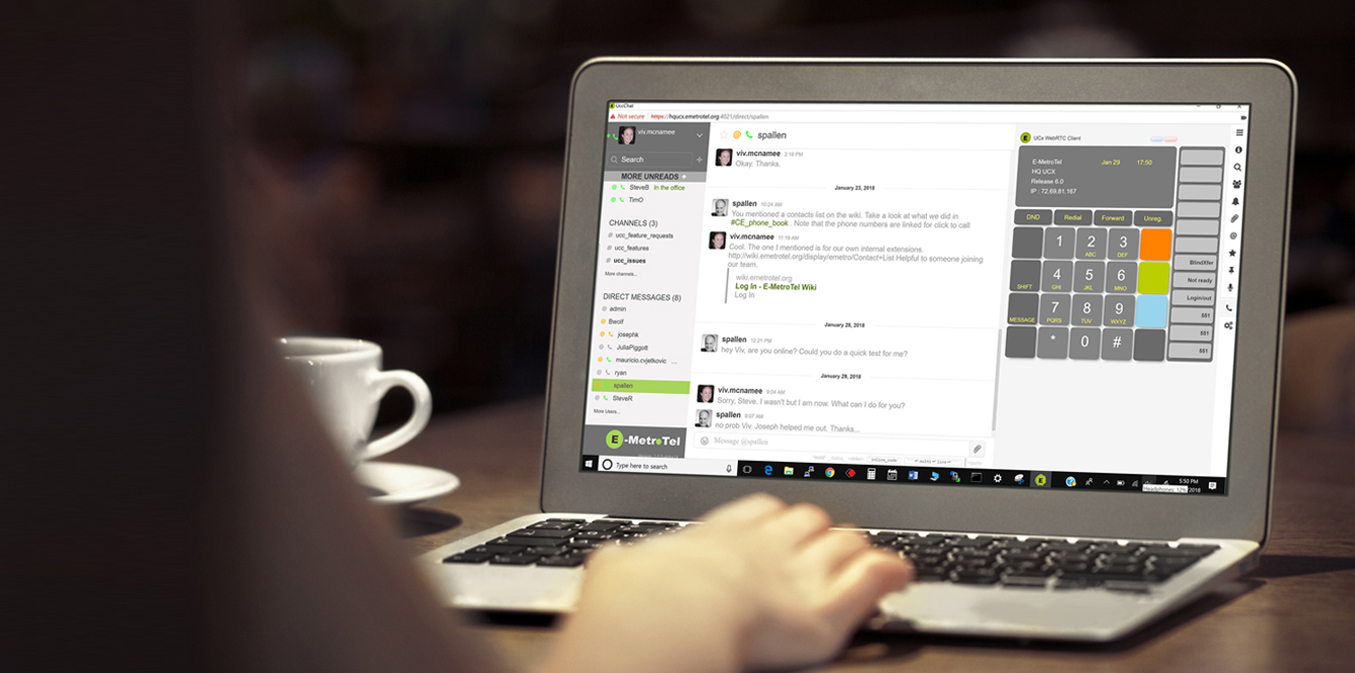 UccChat
Not secure https://hqucx.emetrotel.org:4021/direct/spallen
viv.mcnamee
Search
MORE UNREADS
SteveB In the office
TimO
CHANNELS (3)
# ucc_feature_requests
# ucc_features
# ucc_issues
More channels...
DIRECT MESSAGES (8)
admin
Bwolf
josephk
JuliaPiggott
mauricio.cvjetkovic ...
ryan
spallen
SteveR
More Users...
E-MetroTel
spallen
viv.mcnamee 2:16 PM
Okay. Thanks.
January 23, 2018
spallen 10:24 AM
You mentioned a contacts list on the wiki. Take a look at what we did in
#CE_phone_book . Note that the phone numbers are linked for click to call
viv.mcnamee 11:19 AM
Cool. The one I mentioned is for our own internal extensions.
http://wiki.emetrotel.org/display/emetro/Contact+List Helpful to someone joining
our team.
wiki.emetrotel.org
Log In - E-MetroTel Wiki
Log In
January 26, 2018
spallen 12:21 PM
hey Viv, are you online? Could you do a quick test for me?
January 29, 2018
viv.mcnamee 9:04 AM
Sorry, Steve. I wasn't but I am now. What can I do for you?
spallen 9:07 AM
no prob Viv. Joseph helped me out, Thanks...
Message @spallen
UCx WebRTC Client
E-MetroTel Jan 29 17:50
HQ UCX
Release 6.0
IP : 72.69.81.167
DND Redial Forward Unreg.
1 2 3
ABC DEF
4 5 6
SHIFT GHI JKL MNO
7 8 9
MESSAGE PQRS TUV WXYZ
* 0 #
BlindXfer
Not ready
Login/out
551
551
551
Type here to search
5:50 PM